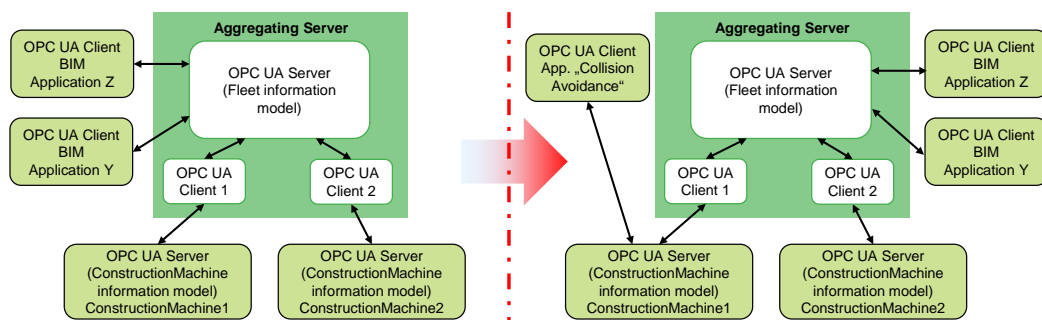 Aggregating Server
OPC UA Client
BIM
Application Z
OPC UA Server
(Fleet information
model)
OPC UA Client
BIM
Application Y
OPC UA
Client 1
OPC UA
Client 2
OPC UA Server
(ConstructionMachine
information model)
ConstructionMachine1
OPC UA Server
(ConstructionMachine
information model)
ConstructionMachine2
Aggregating Server
OPC UA Client
App. „Collision
Avoidance“
OPC UA Server
(Fleet information
model)
OPC UA Client
BIM
Application Z
OPC UA Client
BIM
Application Y
OPC UA
Client 1
OPC UA
Client 2
OPC UA Server
(ConstructionMachine
information model)
ConstructionMachine1
OPC UA Server
(ConstructionMachine
information model)
ConstructionMachine2